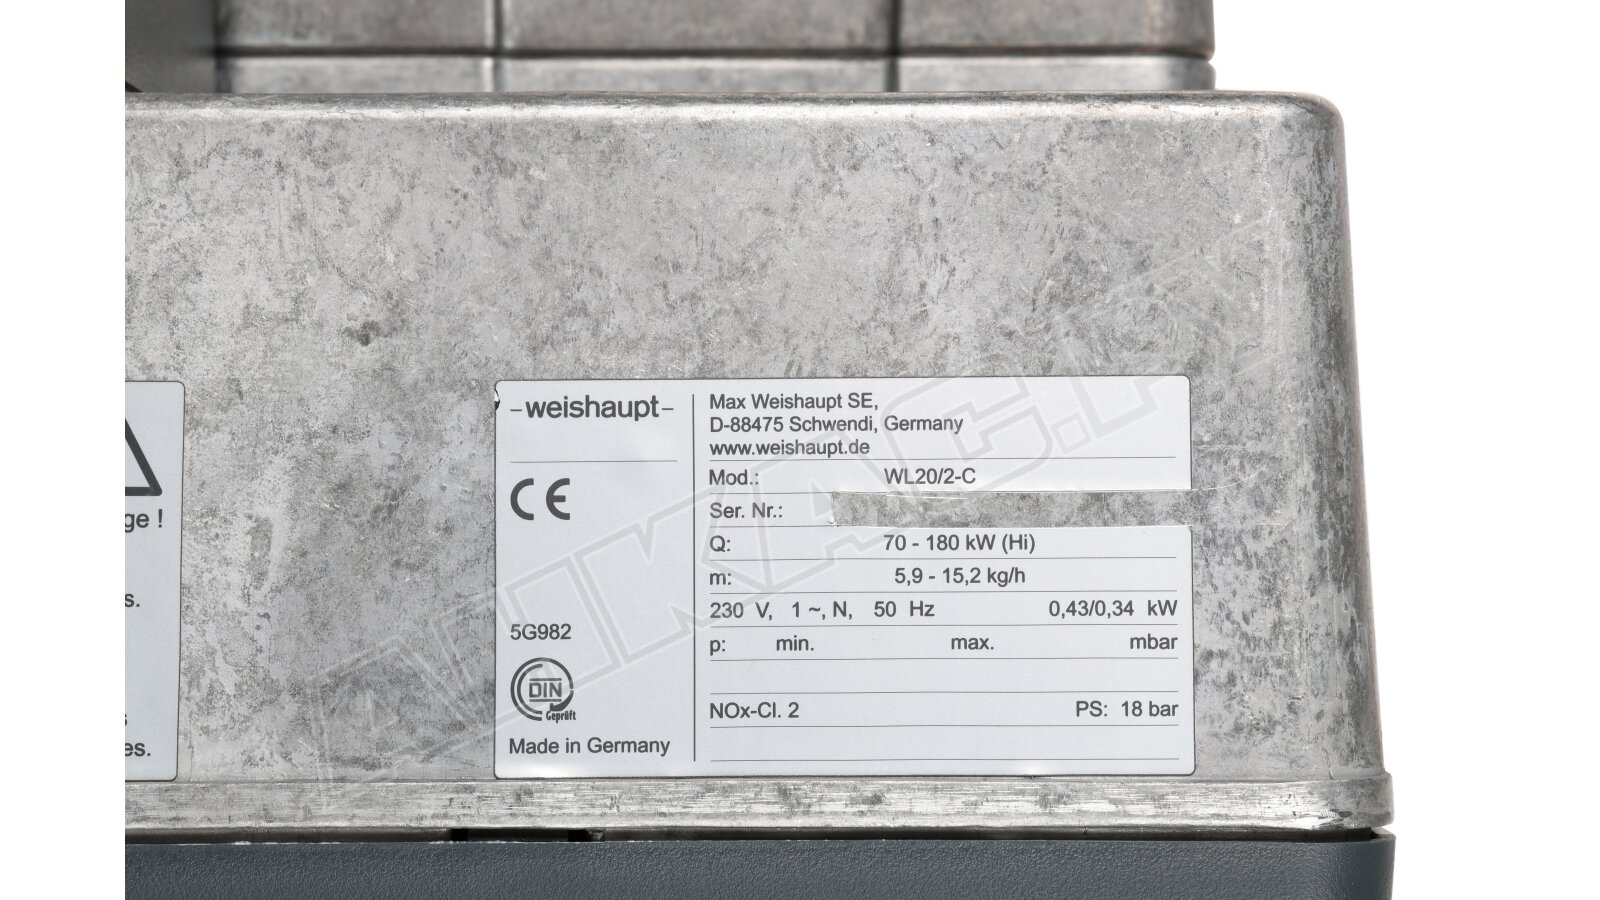 ge !
s.
s
es.
–weishaupt–
CE
5G982
DIN
Geprüft
Made in Germany
Max Weishaupt SE,
D-88475 Schwendi, Germany
www.weishaupt.de
Mod.: WL20/2-C
Ser. Nr.:
Q: 70 - 180 kW (Hi)
m: 5,9 - 15,2 kg/h
230 V, 1 ~, N, 50 Hz 0,43/0,34 kW
p: min. max. mbar
NOx-Cl. 2 PS: 18 bar